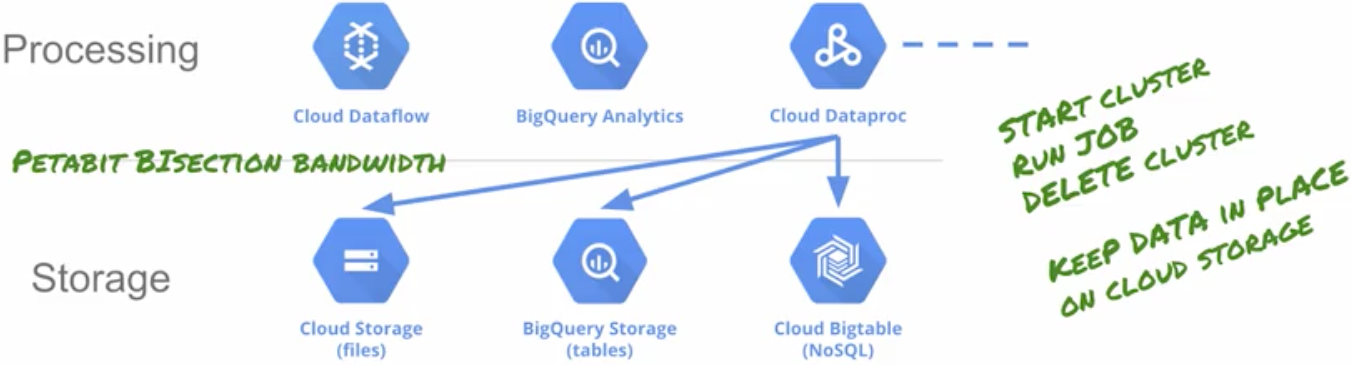 Processing
Cloud Dataflow
BigQuery Analytics
Cloud Dataproc
PETABIT BISECTION BANDWIDTH
START CLUSTER
RUN JOB
DELETE CLUSTER
KEEP DATA IN PLACE
ON CLOUD STORAGE
Storage
Cloud Storage
(files)
BigQuery Storage
(tables)
Cloud Bigtable
(NoSQL)